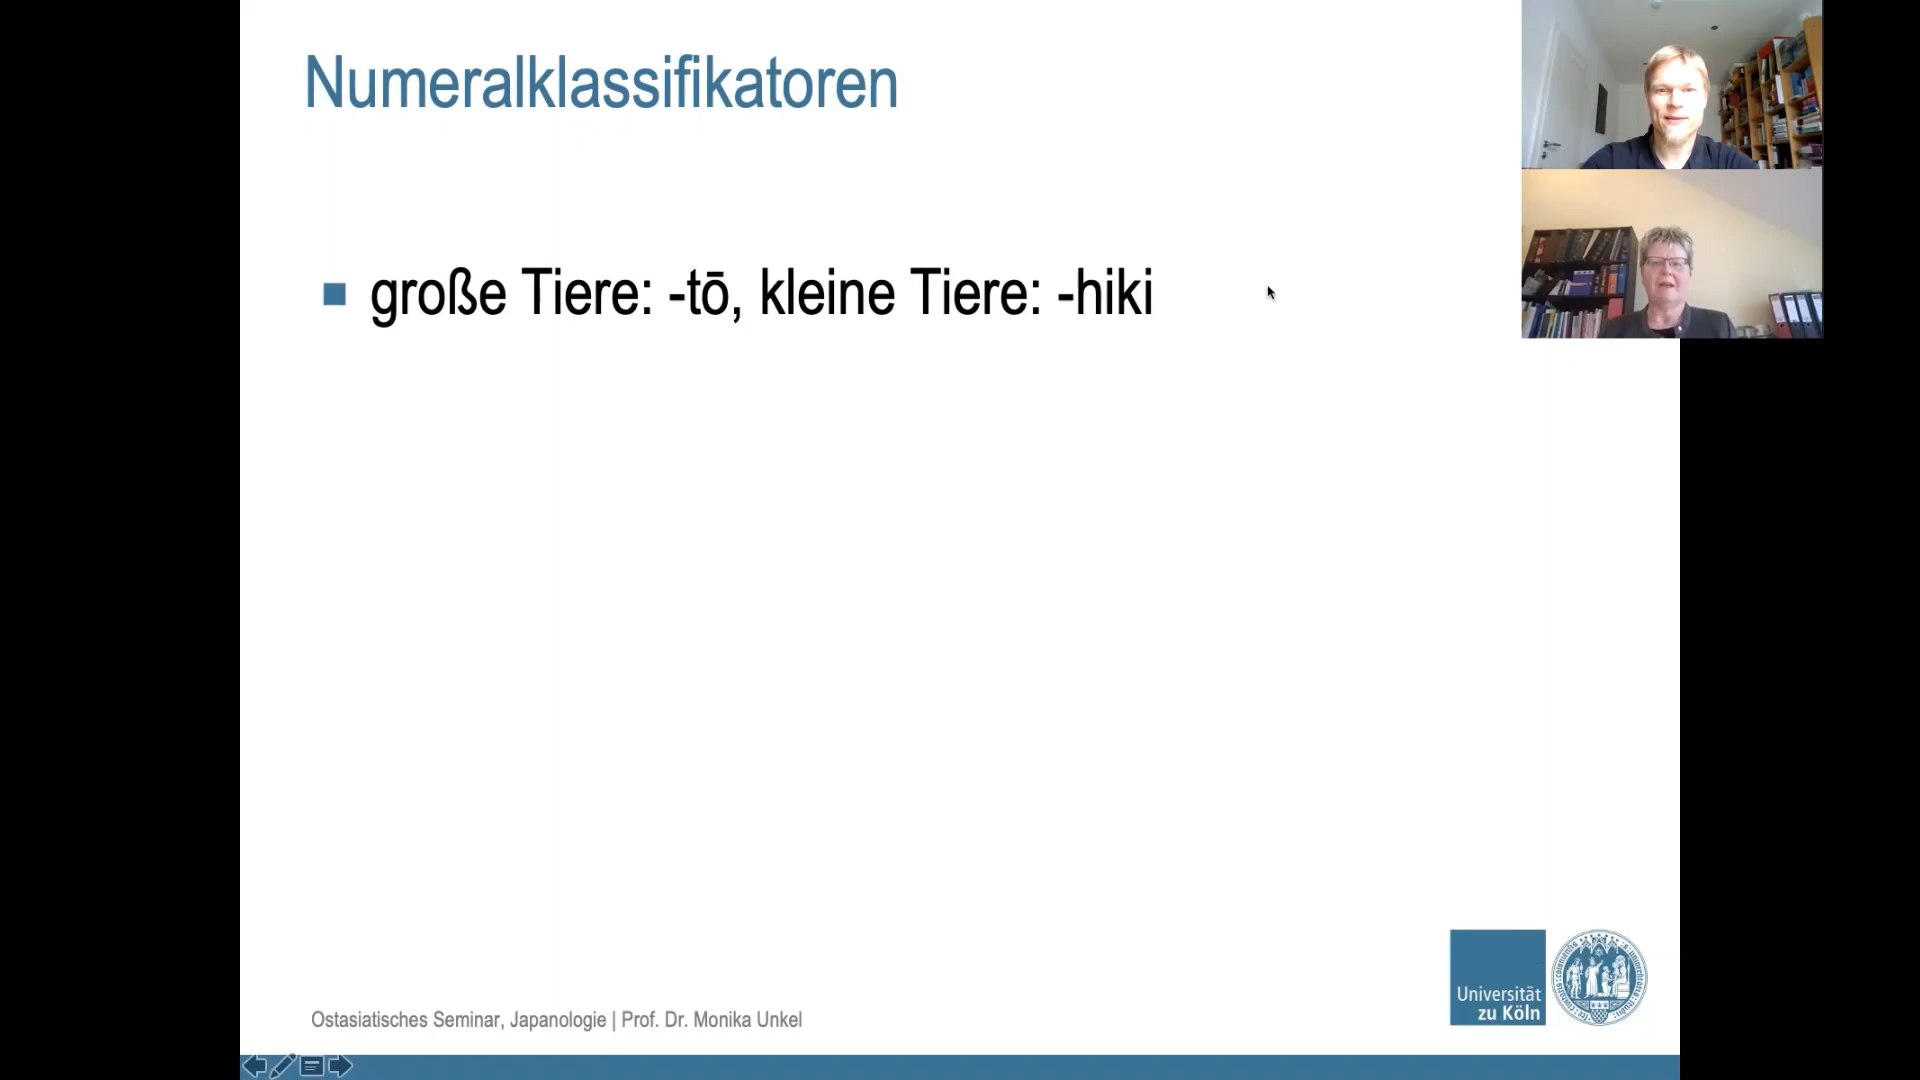 Numeralklassifikatoren
große Tiere: -tō, kleine Tiere: -hiki
Universität
zu Köln
Ostasiatisches Seminar, Japanologie | Prof. Dr. Monika Unkel